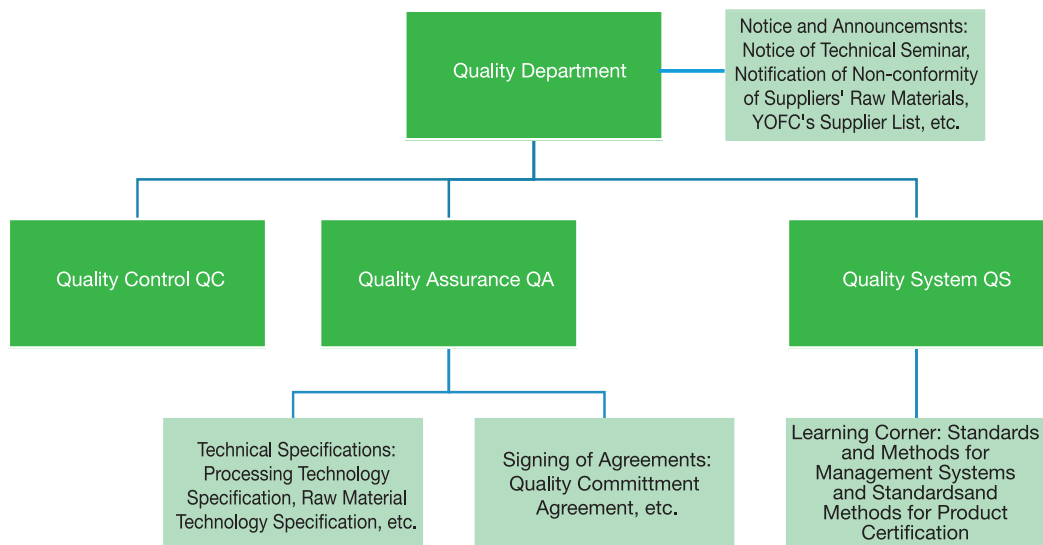 Quality Department
Notice and Announcemsnts:
Notice of Technical Seminar,
Notification of Non-conformity
of Suppliers' Raw Materials,
YOFC's Supplier List, etc.
Quality Control QC
Quality Assurance QA
Quality System QS
Technical Specifications:
Processing Technology
Specification, Raw Material
Technology Specification, etc.
Signing of Agreements:
Quality Committment
Agreement, etc.
Learning Corner: Standards
and Methods for
Management Systems
and Standardsand
Methods for Product
Certification